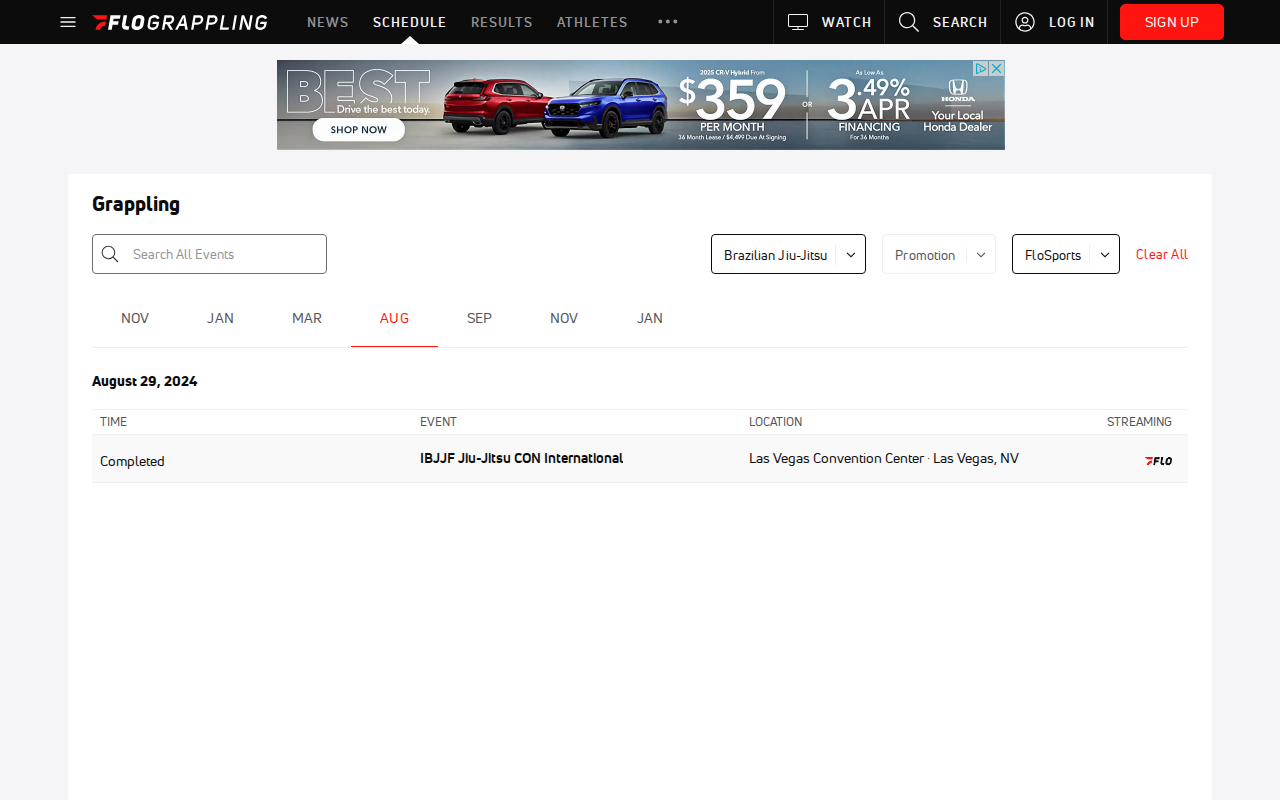 FLOGRAPPLING NEWS SCHEDULE RESULTS ATHLETES ••• WATCH SEARCH LOG IN SIGN UP
BEST
Drive the best today.
SHOP NOW
2025 CR-V Hybrid From
$359
PER MONTH
36 Month Lease / $4,499 Due At Signing
OR
As Low As
3.49% APR
FINANCING
For 36 Months
HONDA
Your Local
Honda Dealer
Grappling
Search All Events Brazilian Jiu-Jitsu Promotion FloSports Clear All
NOV JAN MAR AUG SEP NOV JAN
August 29, 2024
TIME EVENT LOCATION STREAMING
Completed IBJJF Jiu-Jitsu CON International Las Vegas Convention Center · Las Vegas, NV FLO